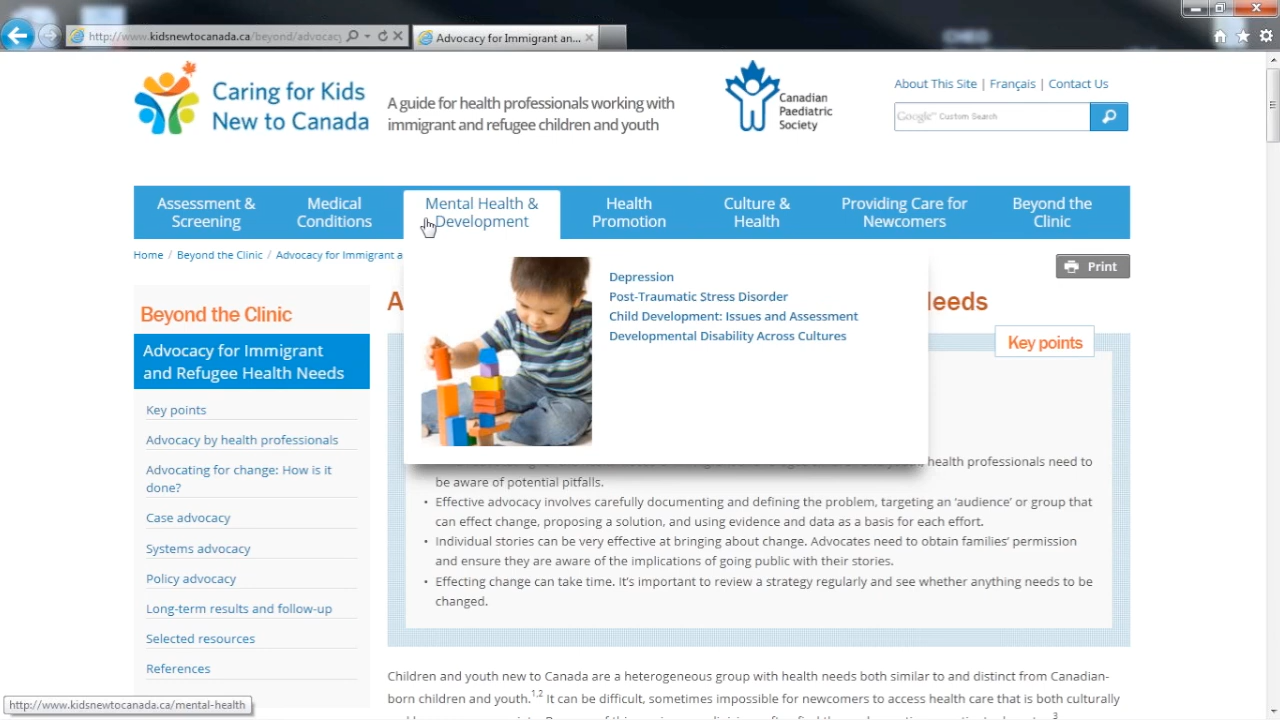 http://www.kidsnewtocanada.ca/beyond/advocacy
Advocacy for Immigrant an...
Caring for Kids
New to Canada
A guide for health professionals working with
immigrant and refugee children and youth
Canadian
Paediatric
Society
About This Site | Français | Contact Us
Google™ Custom Search
Assessment &
Screening
Medical
Conditions
Mental Health &
Development
Health
Promotion
Culture &
Health
Providing Care for
Newcomers
Beyond the
Clinic
Home / Beyond the Clinic / Advocacy for Immigrant a
Print
Depression
Post-Traumatic Stress Disorder
Child Development: Issues and Assessment
Developmental Disability Across Cultures
Beyond the Clinic
Advocacy for Immigrant
and Refugee Health Needs
Key points
Advocacy by health professionals
Advocating for change: How is it
done?
Case advocacy
Systems advocacy
Policy advocacy
Long-term results and follow-up
Selected resources
References
Key points
health professionals need to
be aware of potential pitfalls.
• Effective advocacy involves carefully documenting and defining the problem, targeting an ‘audience’ or group that
can effect change, proposing a solution, and using evidence and data as a basis for each effort.
• Individual stories can be very effective at bringing about change. Advocates need to obtain families’ permission
and ensure they are aware of the implications of going public with their stories.
• Effecting change can take time. It’s important to review a strategy regularly and see whether anything needs to be
changed.
Children and youth new to Canada are a heterogeneous group with health needs both similar to and distinct from Canadian-
born children and youth.1,2 It can be difficult, sometimes impossible for newcomers to access health care that is both culturally
http://www.kidsnewtocanada.ca/mental-health